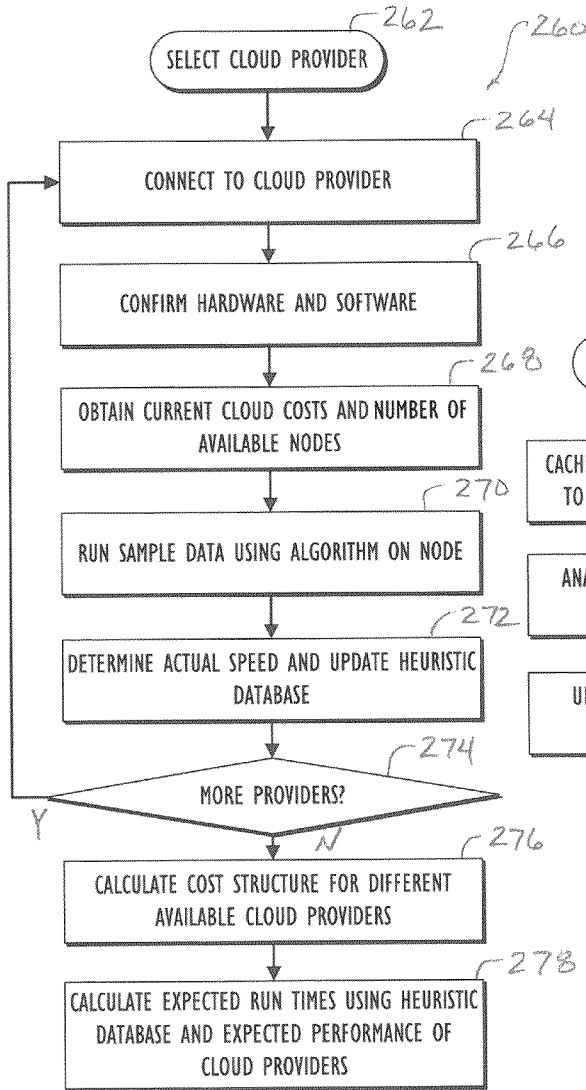 262
260
SELECT CLOUD PROVIDER
264
CONNECT TO CLOUD PROVIDER
266
CONFIRM HARDWARE AND SOFTWARE
268
OBTAIN CURRENT CLOUD COSTS AND NUMBER OF
AVAILABLE NODES
270
RUN SAMPLE DATA USING ALGORITHM ON NODE
272
DETERMINE ACTUAL SPEED AND UPDATE HEURISTIC
DATABASE
274
MORE PROVIDERS?
Y
N
276
CALCULATE COST STRUCTURE FOR DIFFERENT
AVAILABLE CLOUD PROVIDERS
278
CALCULATE EXPECTED RUN TIMES USING HEURISTIC
DATABASE AND EXPECTED PERFORMANCE OF
CLOUD PROVIDERS
CACH
TO
ANA